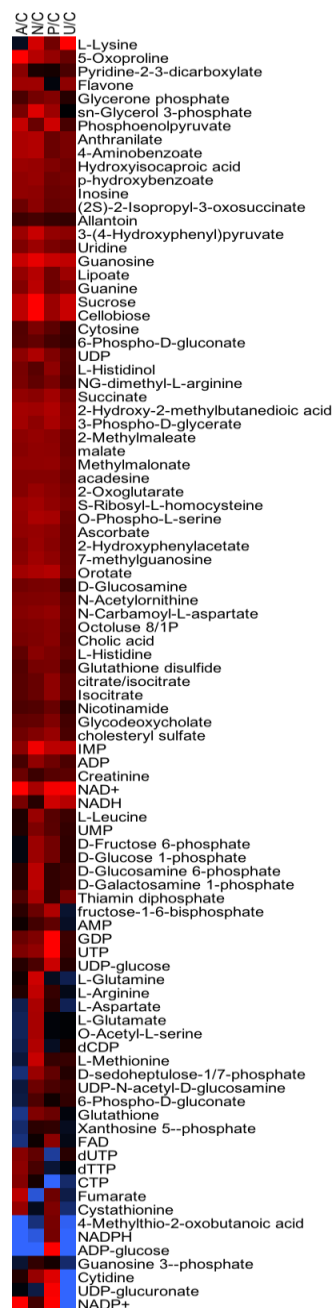 A/C N/C P/C U/C
L-Lysine
5-Oxoproline
Pyridine-2-3-dicarboxylate
Flavone
Glycerone phosphate
sn-Glycerol 3-phosphate
Phosphoenolpyruvate
Anthranilate
4-Aminobenzoate
Hydroxyisocaproic acid
p-hydroxybenzoate
Inosine
(2S)-2-Isopropyl-3-oxosuccinate
Allantoin
3-(4-Hydroxyphenyl)pyruvate
Uridine
Guanosine
Lipoate
Guanine
Sucrose
Cellobiose
Cytosine
6-Phospho-D-gluconate
UDP
L-Histidinol
NG-dimethyl-L-arginine
Succinate
2-Hydroxy-2-methylbutanedioic acid
3-Phospho-D-glycerate
2-Methylmaleate
malate
Methylmalonate
acadesine
2-Oxoglutarate
S-Ribosyl-L-homocysteine
O-Phospho-L-serine
Ascorbate
2-Hydroxyphenylacetate
7-methylguanosine
Orotate
D-Glucosamine
N-Acetylornithine
N-Carbamoyl-L-aspartate
Octoluse 8/1P
Cholic acid
L-Histidine
Glutathione disulfide
citrate/isocitrate
Isocitrate
Nicotinamide
Glycodeoxycholate
cholesteryl sulfate
IMP
ADP
Creatinine
NAD+
NADH
L-Leucine
UMP
D-Fructose 6-phosphate
D-Glucose 1-phosphate
D-Glucosamine 6-phosphate
D-Galactosamine 1-phosphate
Thiamin diphosphate
fructose-1-6-bisphosphate
AMP
GDP
UTP
UDP-glucose
L-Glutamine
L-Arginine
L-Aspartate
L-Glutamate
O-Acetyl-L-serine
dCDP
L-Methionine
D-sedoheptulose-1/7-phosphate
UDP-N-acetyl-D-glucosamine
6-Phospho-D-gluconate
Glutathione
Xanthosine 5--phosphate
FAD
dUTP
dTTP
CTP
Fumarate
Cystathionine
4-Methylthio-2-oxobutanoic acid
NADPH
ADP-glucose
Guanosine 3--phosphate
Cytidine
UDP-glucuronate
NADP+